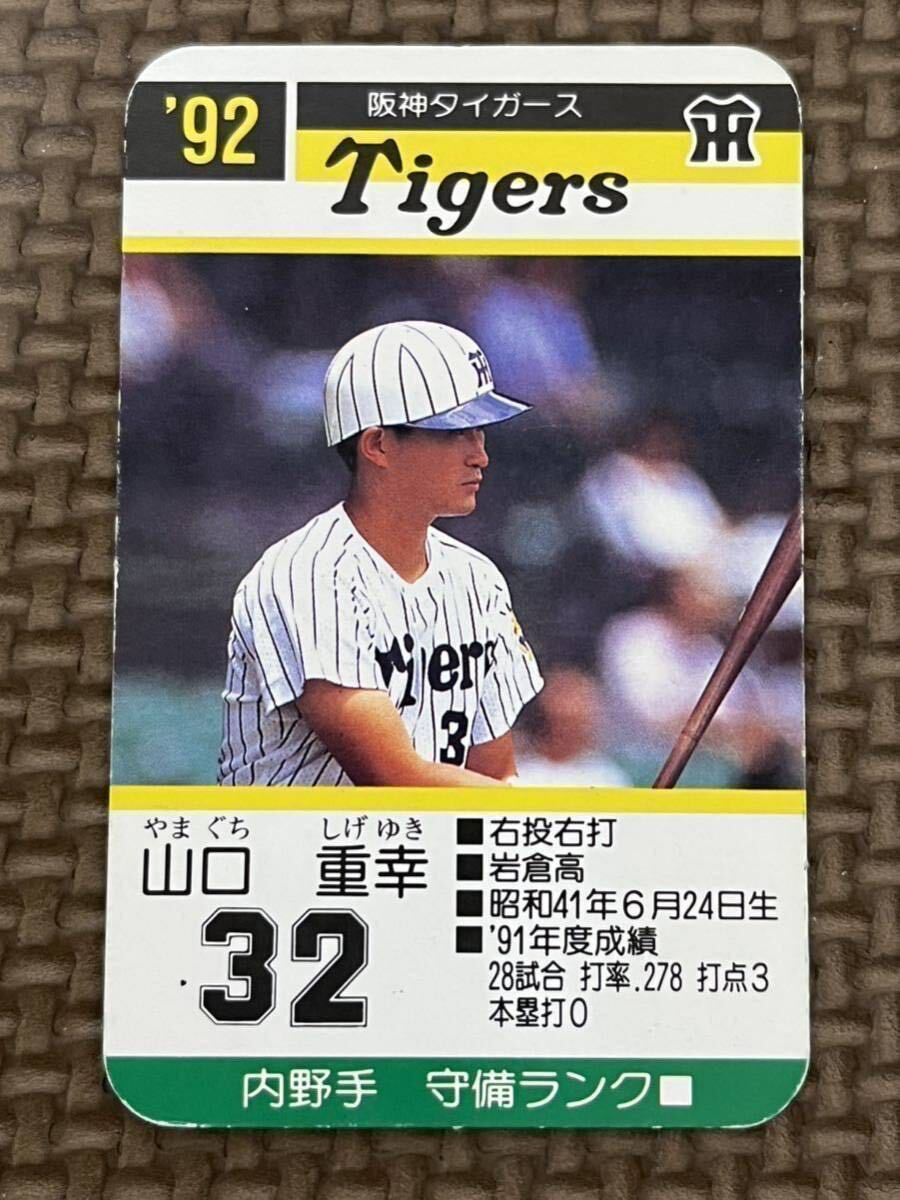 '92
阪神タイガース
Tigers
やま ぐち しげ ゆき
山口 重幸
32
■右投右打
■岩倉高
■昭和41年6月24日生
■'91年度成績
28試合 打率.278 打点3
本塁打0
内野手 守備ランク■